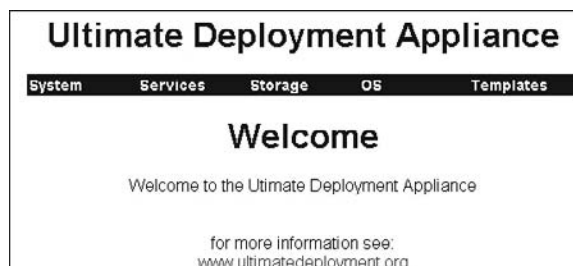 Ultimate Deployment Appliance
System Services Storage OS Templates
Welcome
Welcome to the Utimate Deployment Appliance
for more information see:
www.ultimatedeployment.org